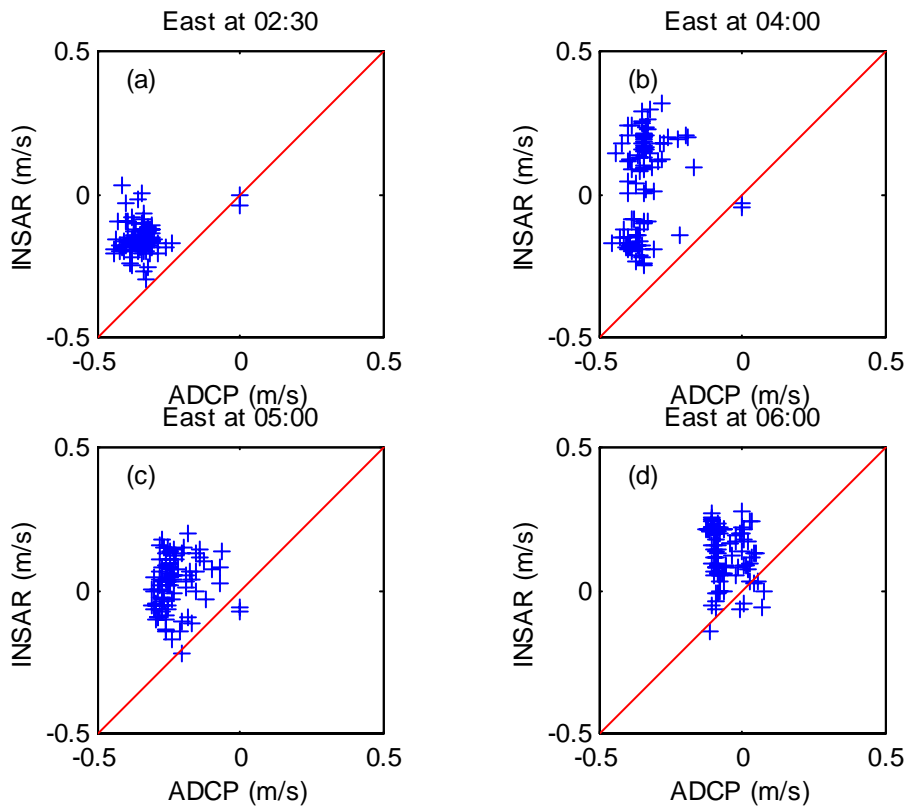 East at 02:30
0.5
(a)
INSAR (m/s)
0
-0.5
-0.5
0
0.5
ADCP (m/s)
East at 04:00
0.5
(b)
INSAR (m/s)
0
-0.5
-0.5
0
0.5
ADCP (m/s)
East at 05:00
0.5
(c)
INSAR (m/s)
0
-0.5
-0.5
0
0.5
ADCP (m/s)
East at 06:00
0.5
(d)
INSAR (m/s)
0
-0.5
-0.5
0
0.5
ADCP (m/s)